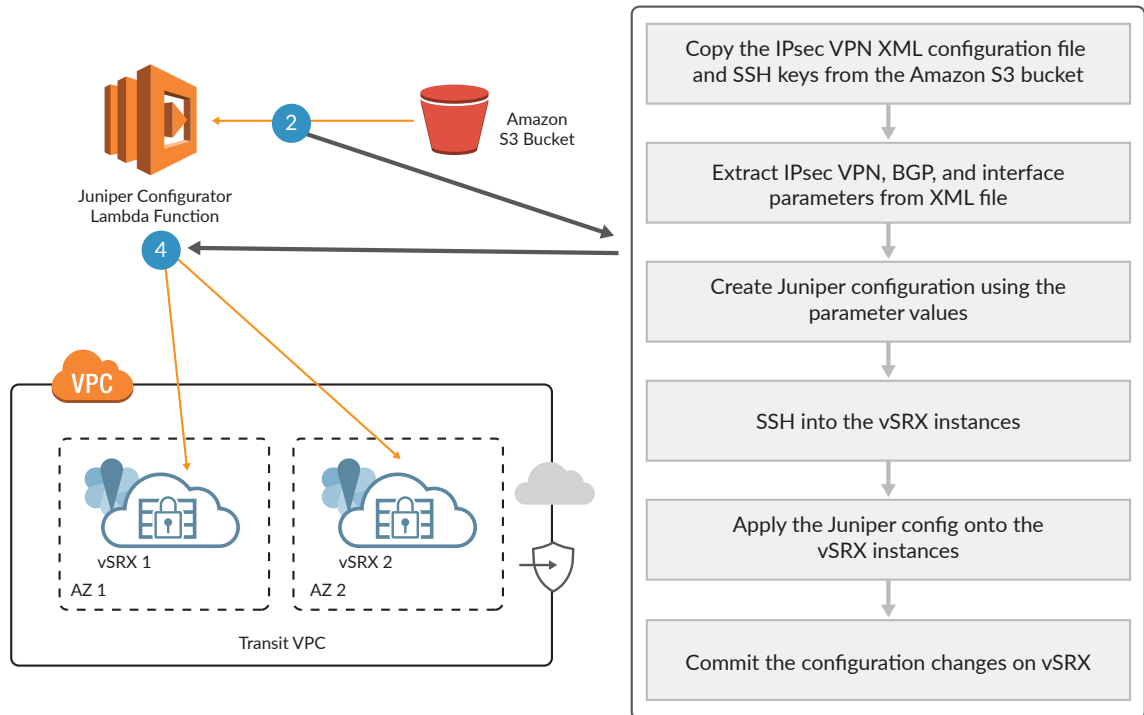 2
Amazon
S3 Bucket
Juniper Configurator
Lambda Function
4
VPC
vSRX 1
AZ 1
vSRX 2
AZ 2
Transit VPC
Copy the IPsec VPN XML configuration file
and SSH keys from the Amazon S3 bucket
Extract IPsec VPN, BGP, and interface
parameters from XML file
Create Juniper configuration using the
parameter values
SSH into the vSRX instances
Apply the Juniper config onto the
vSRX instances
Commit the configuration changes on vSRX